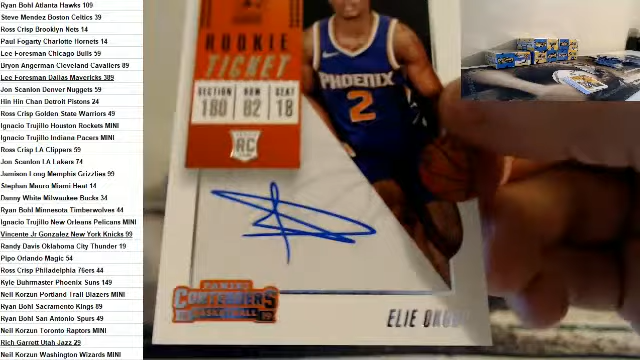 Ryan Bohl Atlanta Hawks 109
Steve Mendez Boston Celtics 39
Ross Crisp Brooklyn Nets 14
Paul Fogarty Charlotte Hornets 14
Lee Foresman Chicago Bulls 59
Bryon Angerman Cleveland Cavaliers 89
Lee Foresman Dallas Mavericks 389
Jon Scanlon Denver Nuggets 59
Hin Hin Chan Detroit Pistons 24
Ross Crisp Golden State Warriors 49
Ignacio Trujillo Houston Rockets MINI
Ignacio Trujillo Indiana Pacers MINI
Ross Crisp LA Clippers 59
Jon Scanlon LA Lakers 74
Jamison Long Memphis Grizzlies 99
Stephan Mauro Miami Heat 14
Danny White Milwaukee Bucks 34
Ryan Bohl Minnesota Timberwolves 44
Ignacio Trujillo New Orleans Pelicans MINI
Vincente Jr Gonzalez New York Knicks 99
Randy Davis Oklahoma City Thunder 19
Pipo Orlando Magic 54
Ross Crisp Philadelphia 76ers 44
Kyle Buhrmaster Phoenix Suns 149
Neil Korzun Portland Trail Blazers MINI
Ryan Bohl Sacramento Kings 89
Ryan Bohl San Antonio Spurs 49
Neil Korzun Toronto Raptors MINI
Rich Garrett Utah Jazz 29
Neil Korzun Washington Wizards MINI
ROOKIE
TICKET
SECTION ROW SEAT
180 82 18
RC
PHOENIX
2
PANINI
CONTENDERS
BASKETBALL
ELIE